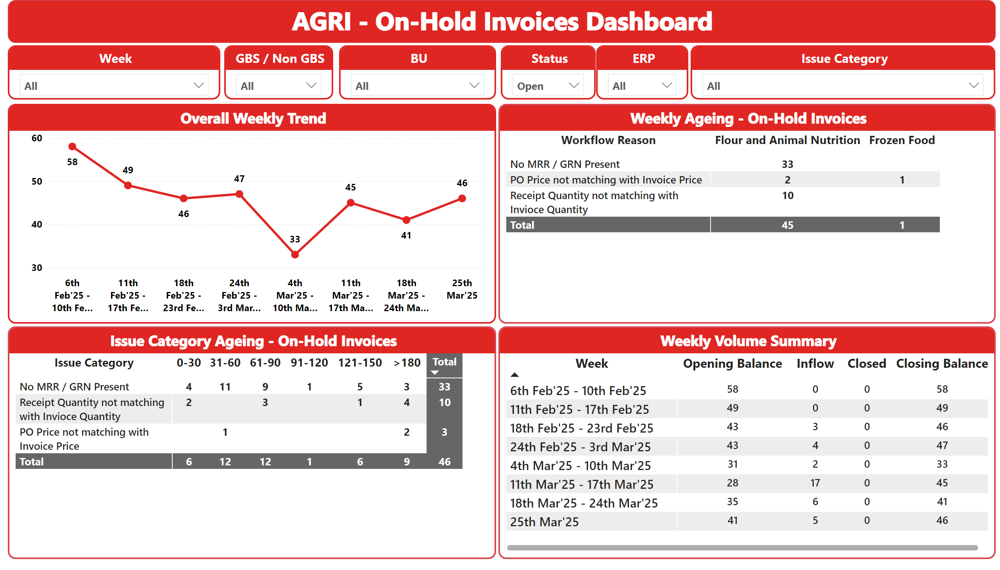 AGRI - On-Hold Invoices Dashboard
Week
GBS / Non GBS
BU
Status
ERP
Issue Category
All
All
All
Open
All
All
Overall Weekly Trend
60
50
40
30
58
49
46
47
33
45
41
46
6th
Feb'25 -
10th Fe...
11th
Feb'25 -
17th Fe...
18th
Feb'25 -
23rd Fe...
24th
Feb'25 -
3rd Mar...
4th
Mar'25 -
10th Ma...
11th
Mar'25 -
17th Ma...
18th
Mar'25 -
24th Ma...
25th
Mar'25
Weekly Ageing - On-Hold Invoices
Workflow Reason Flour and Animal Nutrition Frozen Food
No MRR / GRN Present 33
PO Price not matching with Invoice Price 2 1
Receipt Quantity not matching with 10
Invioce Quantity
Total 45 1
Issue Category Ageing - On-Hold Invoices
Issue Category 0-30 31-60 61-90 91-120 121-150 >180 Total
No MRR / GRN Present 4 11 9 1 5 3 33
Receipt Quantity not matching 2 3 1 4 10
with Invioce Quantity
PO Price not matching with 1 2 3
Invoice Price
Total 6 12 12 1 6 9 46
Weekly Volume Summary
Week Opening Balance Inflow Closed Closing Balance
6th Feb'25 - 10th Feb'25 58 0 0 58
11th Feb'25 - 17th Feb'25 49 0 0 49
18th Feb'25 - 23rd Feb'25 43 3 0 46
24th Feb'25 - 3rd Mar'25 43 4 0 47
4th Mar'25 - 10th Mar'25 31 2 0 33
11th Mar'25 - 17th Mar'25 28 17 0 45
18th Mar'25 - 24th Mar'25 35 6 0 41
25th Mar'25 41 5 0 46